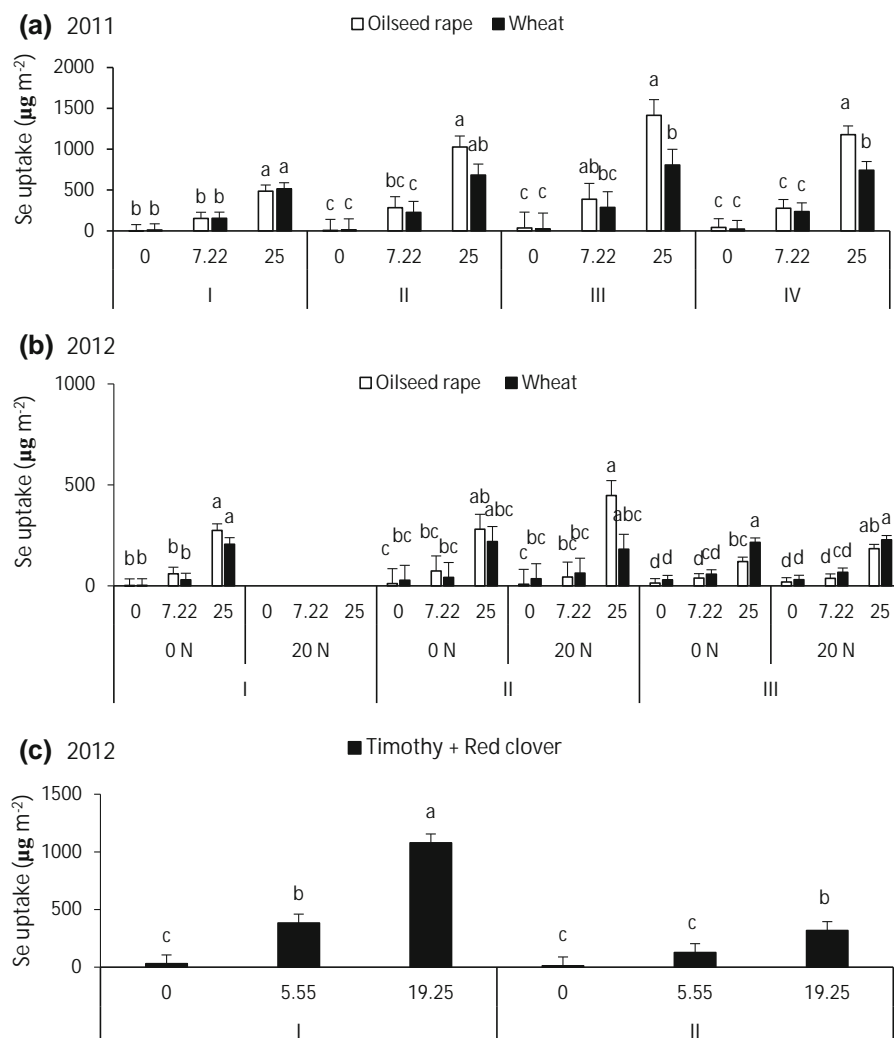 (a) 2011
Oilseed rape Wheat
Se uptake (µg m-2)
2000
1500
1000
500
0
b b b b a a c c bc c a ab c c ab bc a b c c c c a b
0 7.22 25 0 7.22 25 0 7.22 25 0 7.22 25
I II III IV
(b) 2012
Oilseed rape Wheat
Se uptake (µg m-2)
1000
500
0
b b b b a a c bc bc bc ab abc c bc bc bc a abc d d d cd bc a d d d cd ab a
0 7.22 25 0 7.22 25 0 7.22 25 0 7.22 25 0 7.22 25 0 7.22 25
0 N 20 N 0 N 20 N 0 N 20 N
I II III
(c) 2012
Timothy + Red clover
Se uptake (µg m-2)
1500
1000
500
0
c b a c c b
0 5.55 19.25 0 5.55 19.25
I II